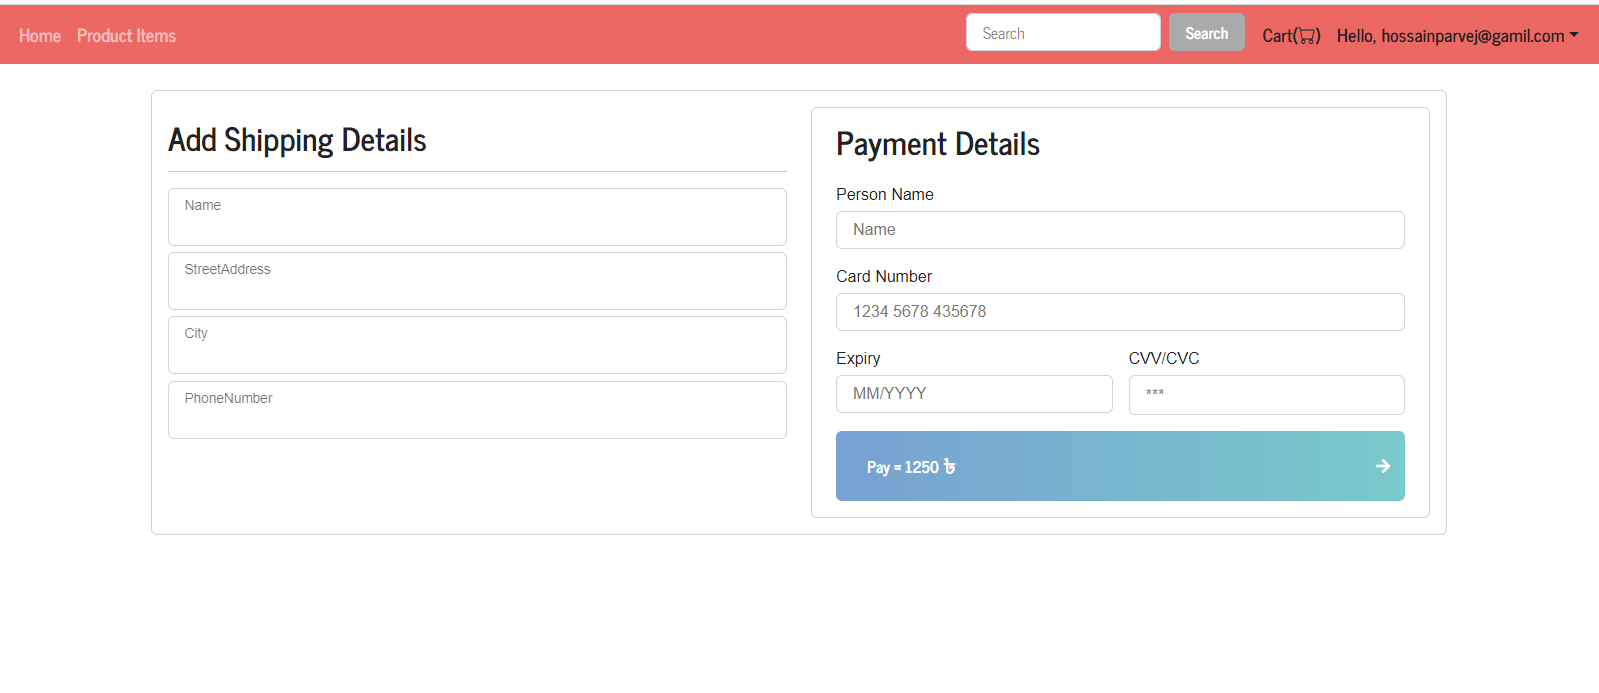 Home Product Items Search Search Cart( ) Hello, hossainparvej@gamil.com
Add Shipping Details
Name
StreetAddress
City
PhoneNumber
Payment Details
Person Name
Name
Card Number
1234 5678 435678
Expiry CVV/CVC
MM/YYYY ***
Pay = 1250 ৳